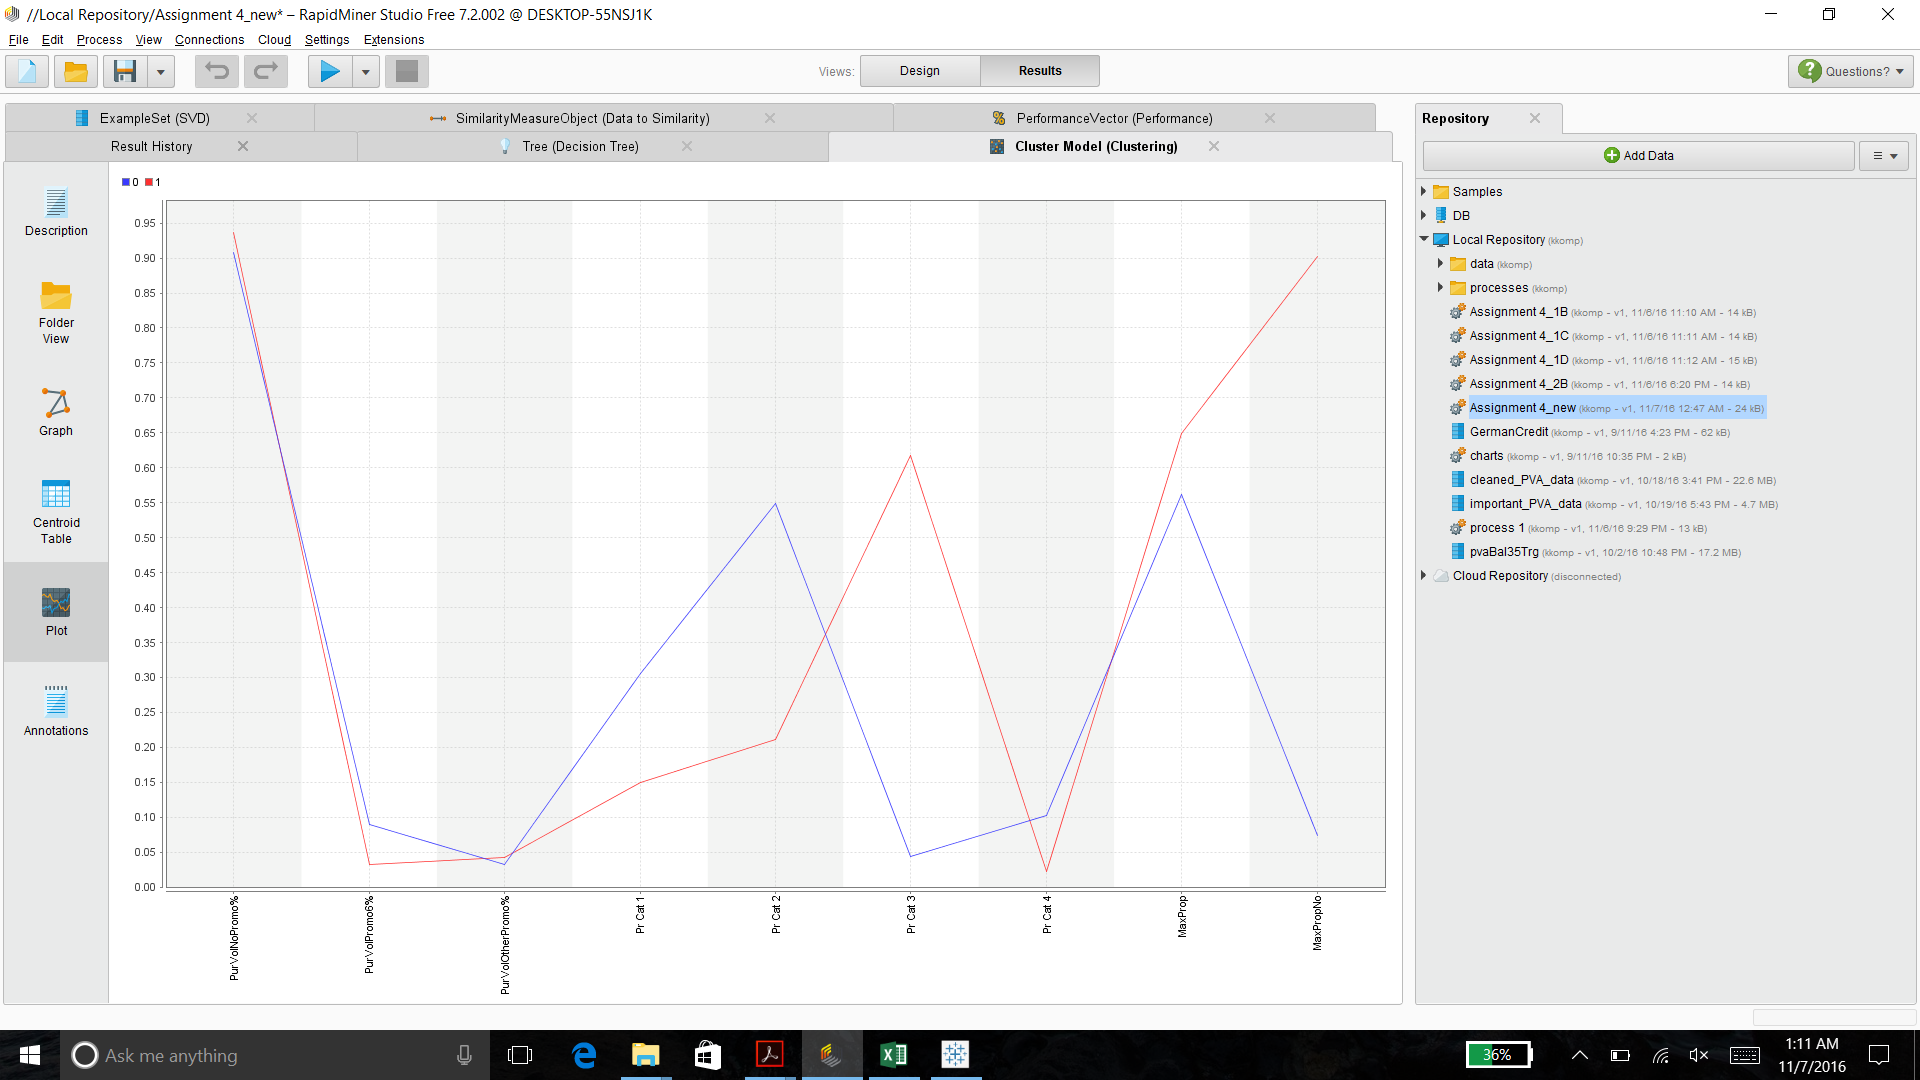 //Local Repository/Assignment 4_new* – RapidMiner Studio Free 7.2.002 @ DESKTOP-55NSJ1K
File Edit Process View Connections Cloud Settings Extensions
Views: Design Results Questions?
ExampleSet (SVD) SimilarityMeasureObject (Data to Similarity) PerformanceVector (Performance)
Result History Tree (Decision Tree) Cluster Model (Clustering)
Description
Folder
View
Graph
Centroid
Table
Plot
Annotations
0 1
0.95
0.90
0.85
0.80
0.75
0.70
0.65
0.60
0.55
0.50
0.45
0.40
0.35
0.30
0.25
0.20
0.15
0.10
0.05
0.00
PurVolNoPromo%
PurVolPromo6%
PurVolOtherPromo%
Pr Cat 1
Pr Cat 2
Pr Cat 3
Pr Cat 4
MaxProp
MaxPropNo
Repository
Add Data
Samples
DB
Local Repository (kkomp)
data (kkomp)
processes (kkomp)
Assignment 4_1B (kkomp - v1, 11/6/16 11:10 AM - 14 kB)
Assignment 4_1C (kkomp - v1, 11/6/16 11:11 AM - 14 kB)
Assignment 4_1D (kkomp - v1, 11/6/16 11:12 AM - 15 kB)
Assignment 4_2B (kkomp - v1, 11/6/16 6:20 PM - 14 kB)
Assignment 4_new (kkomp - v1, 11/7/16 12:47 AM - 24 kB)
GermanCredit (kkomp - v1, 9/11/16 4:23 PM - 62 kB)
charts (kkomp - v1, 9/11/16 10:35 PM - 2 kB)
cleaned_PVA_data (kkomp - v1, 10/18/16 3:41 PM - 22.6 MB)
important_PVA_data (kkomp - v1, 10/19/16 5:43 PM - 4.7 MB)
process 1 (kkomp - v1, 11/6/16 9:29 PM - 13 kB)
pvaBal35Trg (kkomp - v1, 10/2/16 10:48 PM - 17.2 MB)
Cloud Repository (disconnected)
Ask me anything
36%
1:11 AM
11/7/2016